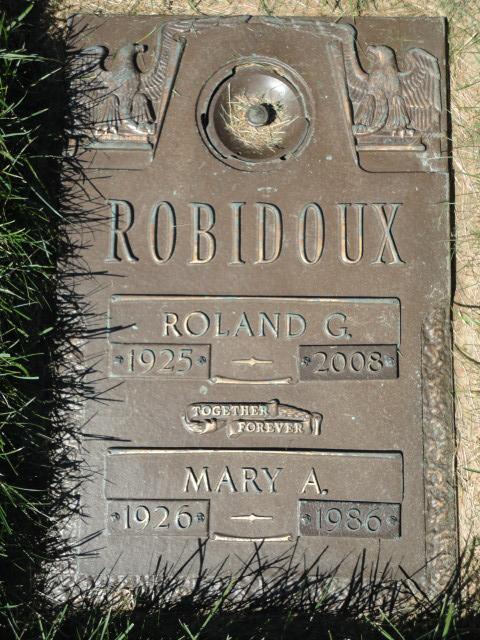 ROBIDOUX
ROLAND G.
1925 2008
TOGETHER
FOREVER
MARY A.
1926 1986